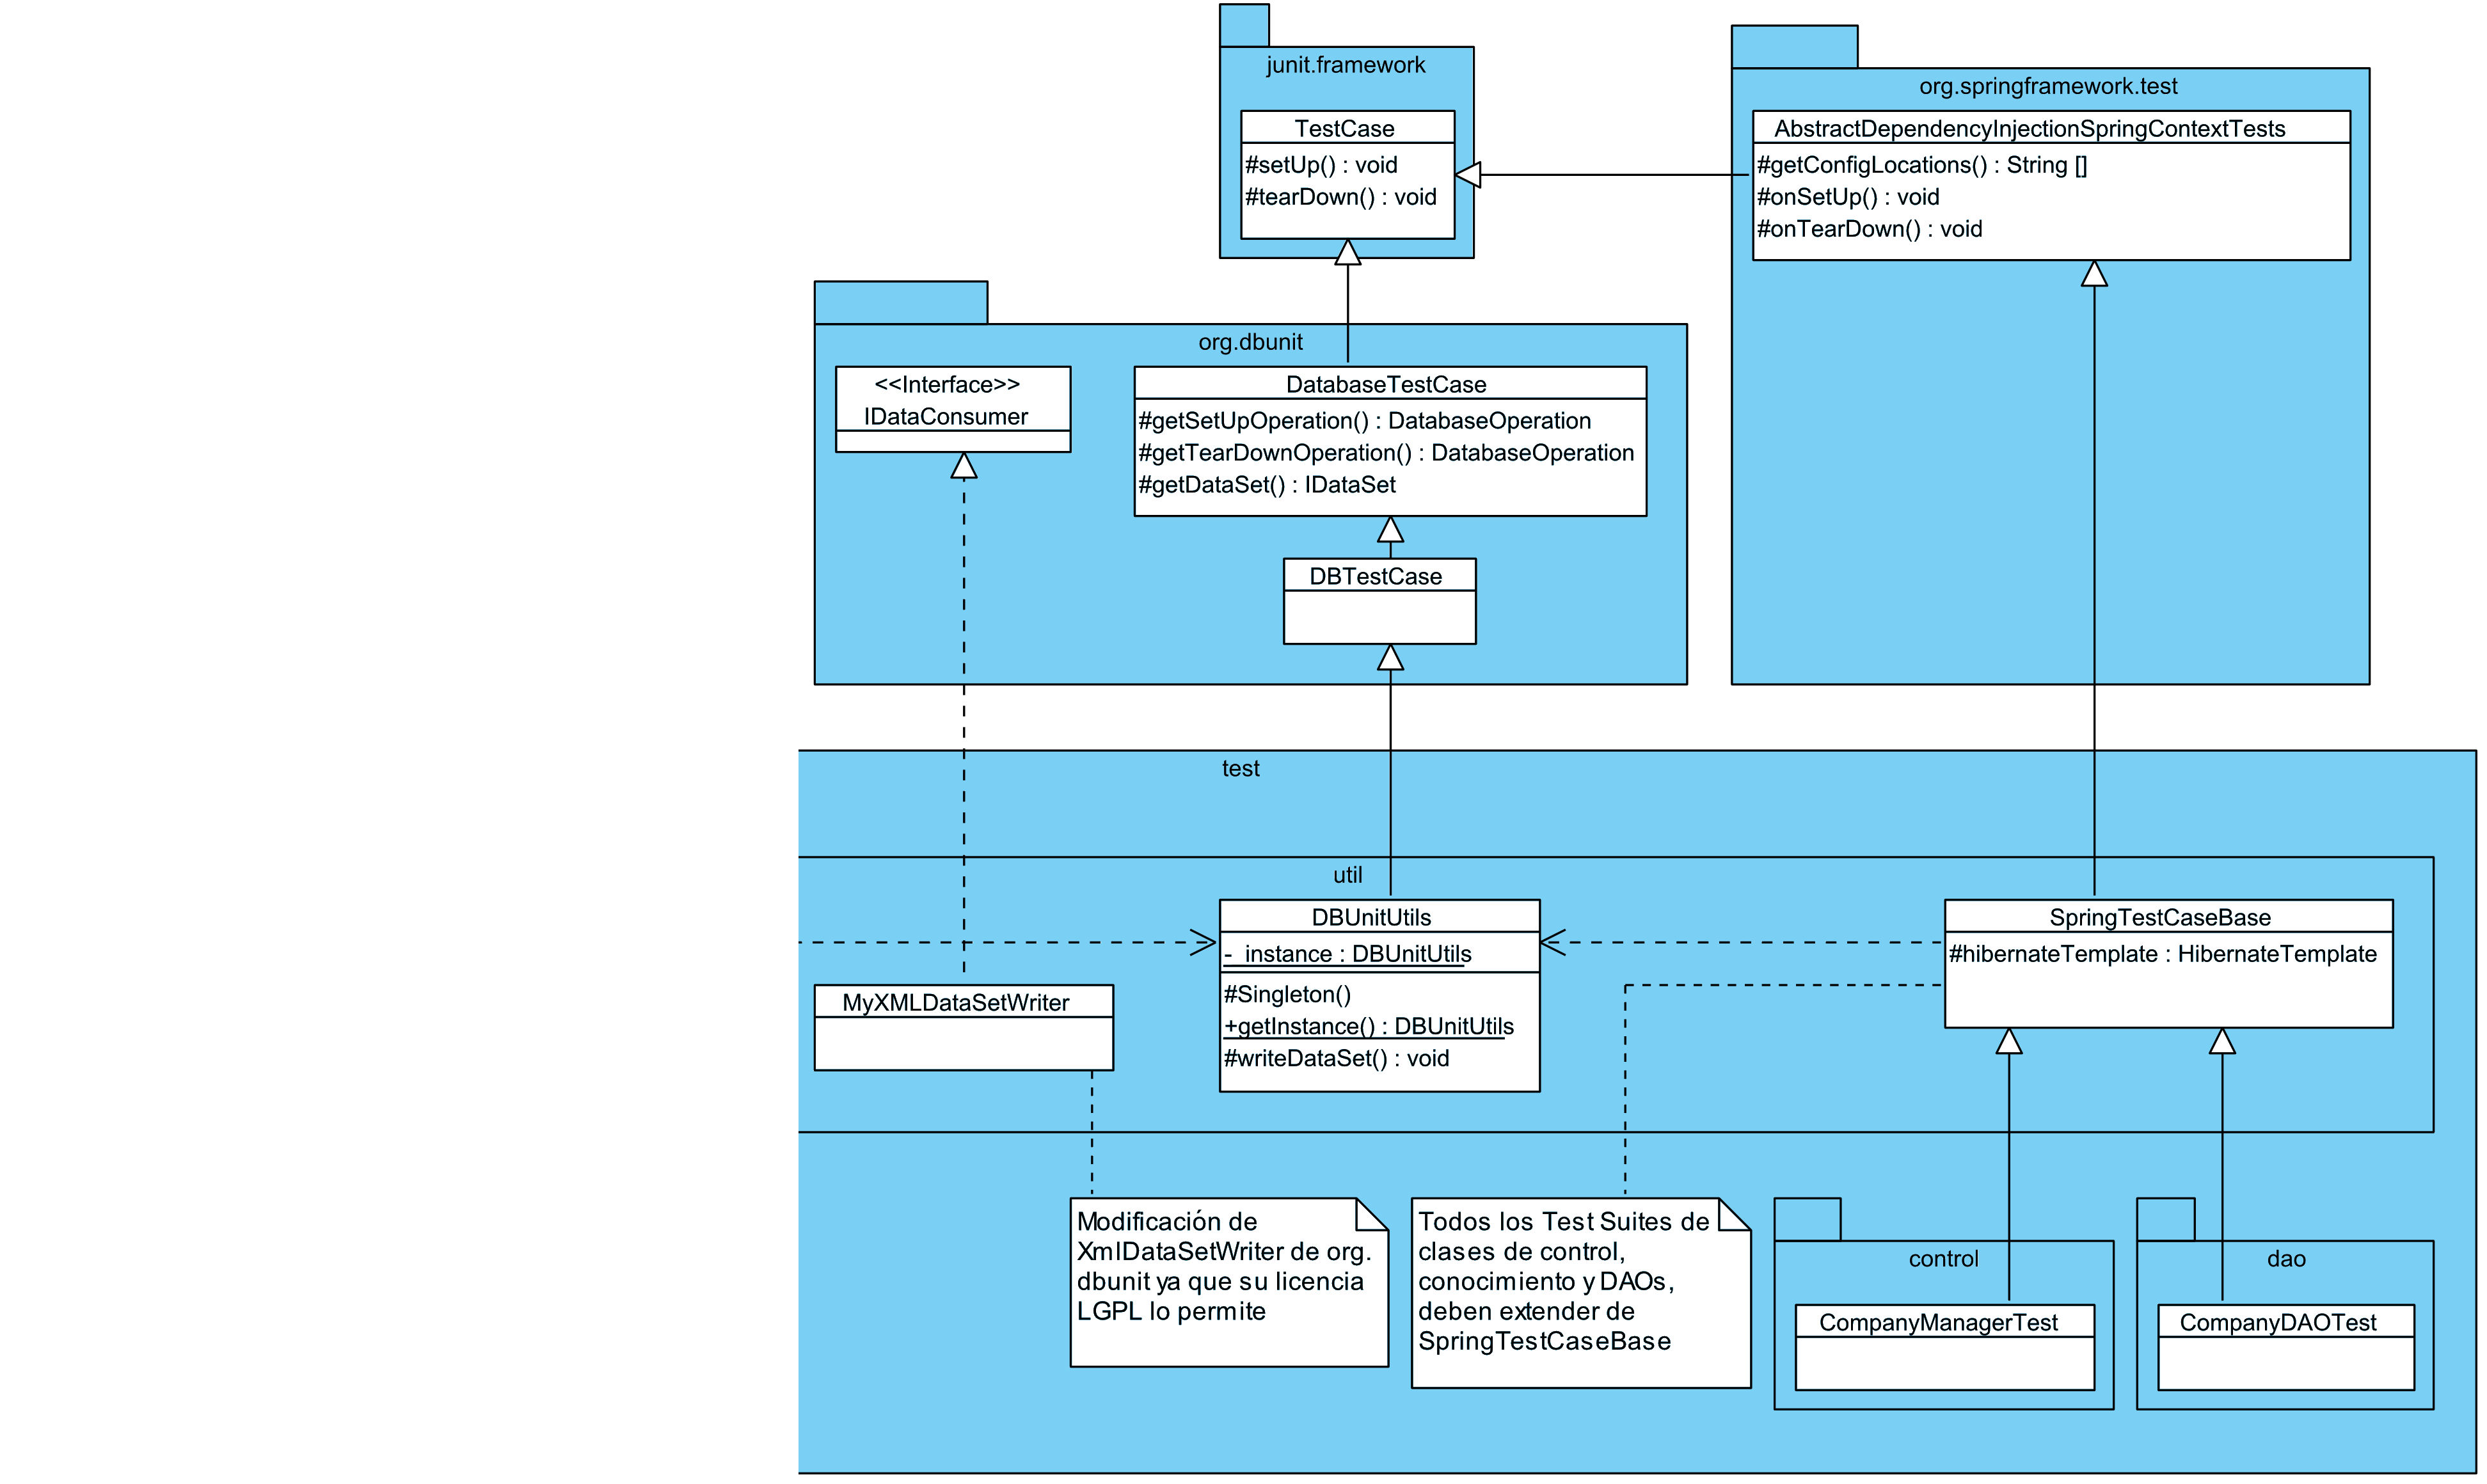 junit.framework
TestCase
#setUp() : void
#tearDown() : void
org.springframework.test
AbstractDependencyInjectionSpringContextTests
#getConfigLocations() : String []
#onSetUp() : void
#onTearDown() : void
org.dbunit
<<Interface>>
IDataConsumer
DatabaseTestCase
#getSetUpOperation() : DatabaseOperation
#getTearDownOperation() : DatabaseOperation
#getDataSet() : IDataSet
DBTestCase
test
util
DBUnitUtils
-_instance : DBUnitUtils
#Singleton()
+getInstance() : DBUnitUtils
#writeDataSet() : void
SpringTestCaseBase
#hibernateTemplate : HibernateTemplate
MyXMLDataSetWriter
Modificación de
XmlDataSetWriter de org.
dbunit ya que su licencia
LGPL lo permite
Todos los Test Suites de
clases de control,
conocimiento y DAOs,
deben extender de
SpringTestCaseBase
control
CompanyManagerTest
dao
CompanyDAOTest